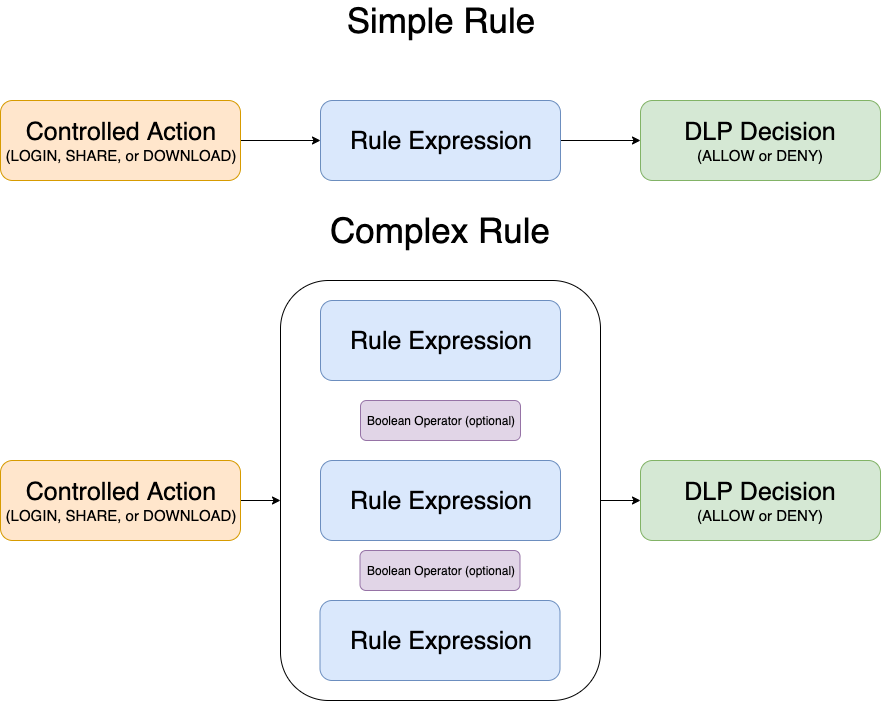 Simple Rule
Controlled Action
(LOGIN, SHARE, or DOWNLOAD)
Rule Expression
DLP Decision
(ALLOW or DENY)
Complex Rule
Rule Expression
Boolean Operator (optional)
Controlled Action
(LOGIN, SHARE, or DOWNLOAD)
Rule Expression
DLP Decision
(ALLOW or DENY)
Boolean Operator (optional)
Rule Expression